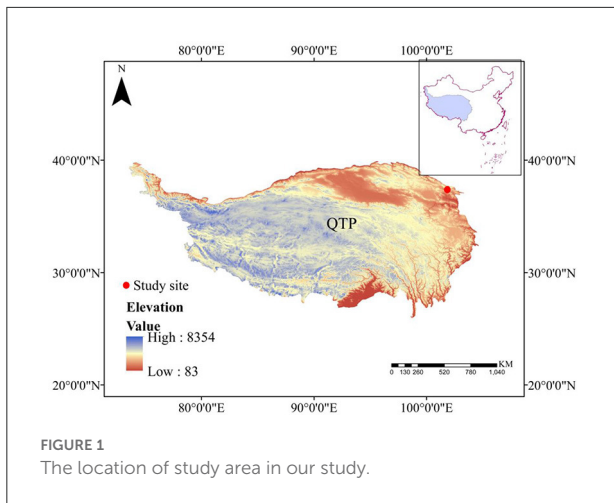 80°0'0"E 90°0'0"E 100°0'0"E
N
40°0'0"N 40°0'0"N
QTP
30°0'0"N 30°0'0"N
Study site
Elevation
Value
High : 8354
Low : 83
KM
0 130 260 520 780 1,040
20°0'0"N 20°0'0"N
80°0'0"E 90°0'0"E 100°0'0"E
FIGURE 1
The location of study area in our study.